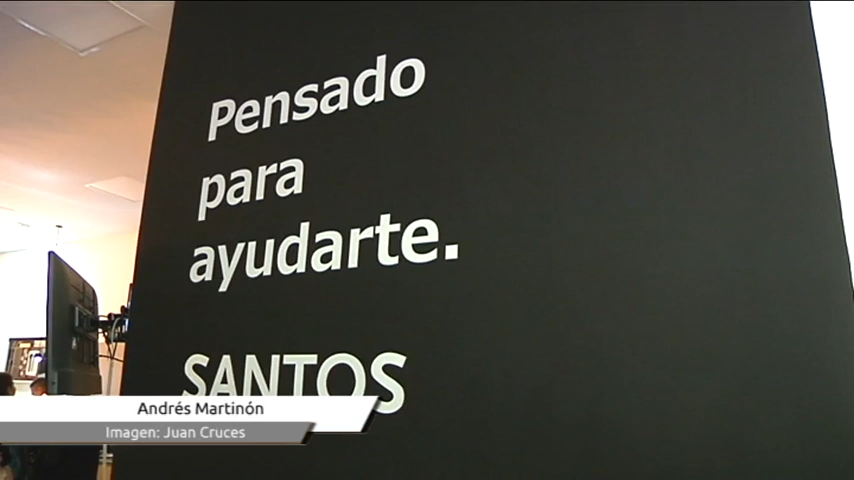 Pensado
para
ayudarte.
SANTOS
Andrés Martinón
Imagen: Juan Cruces